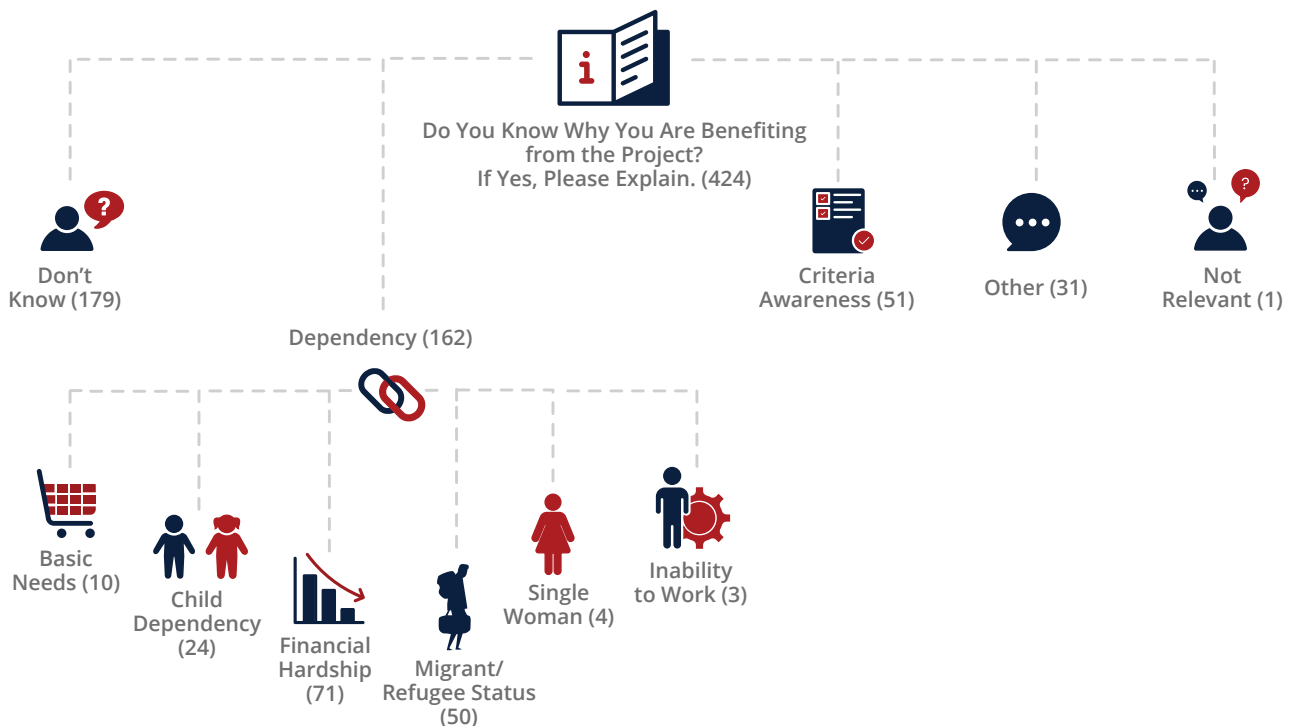 Do You Know Why You Are Benefiting
from the Project?
If Yes, Please Explain. (424)
Don't
Know (179)
Dependency (162)
Criteria
Awareness (51)
Other (31)
Not
Relevant (1)
Basic
Needs (10)
Child
Dependency
(24)
Financial
Hardship
(71)
Migrant/
Refugee Status
(50)
Single
Woman (4)
Inability
to Work (3)